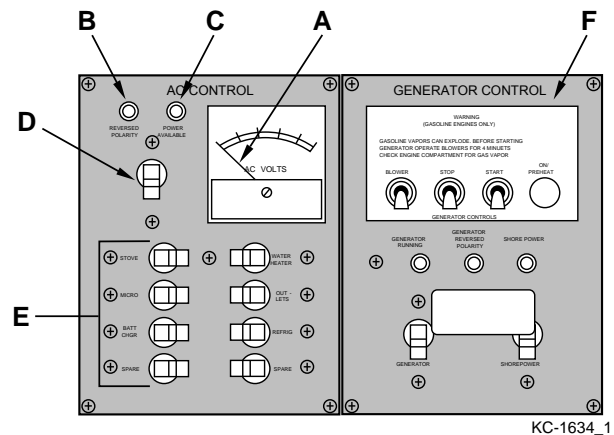 B
C
A
F
AC CONTROL
GENERATOR CONTROL
REVERSED
POLARITY
POWER
AVAILABLE
WARNING
(GASOLINE ENGINES ONLY)
GASOLINE VAPORS CAN EXPLODE. BEFORE STARTING
GENERATOR OPERATE BLOWERS FOR 4 MINUETS
CHECK ENGINE COMPARTMENT FOR GAS VAPOR
D
AC VOLTS
BLOWER
STOP
START
ON/
PREHEAT
GENERATOR CONTROLS
GENERATOR
RUNNING
GENERATOR
REVERSED
POLARITY
SHORE POWER
E
STOVE
WATER
HEATER
MICRO
OUT -
LETS
BATT
CHGR
REFRIG
SPARE
SPARE
GENERATOR
SHOREPOWER
KC-1634_1